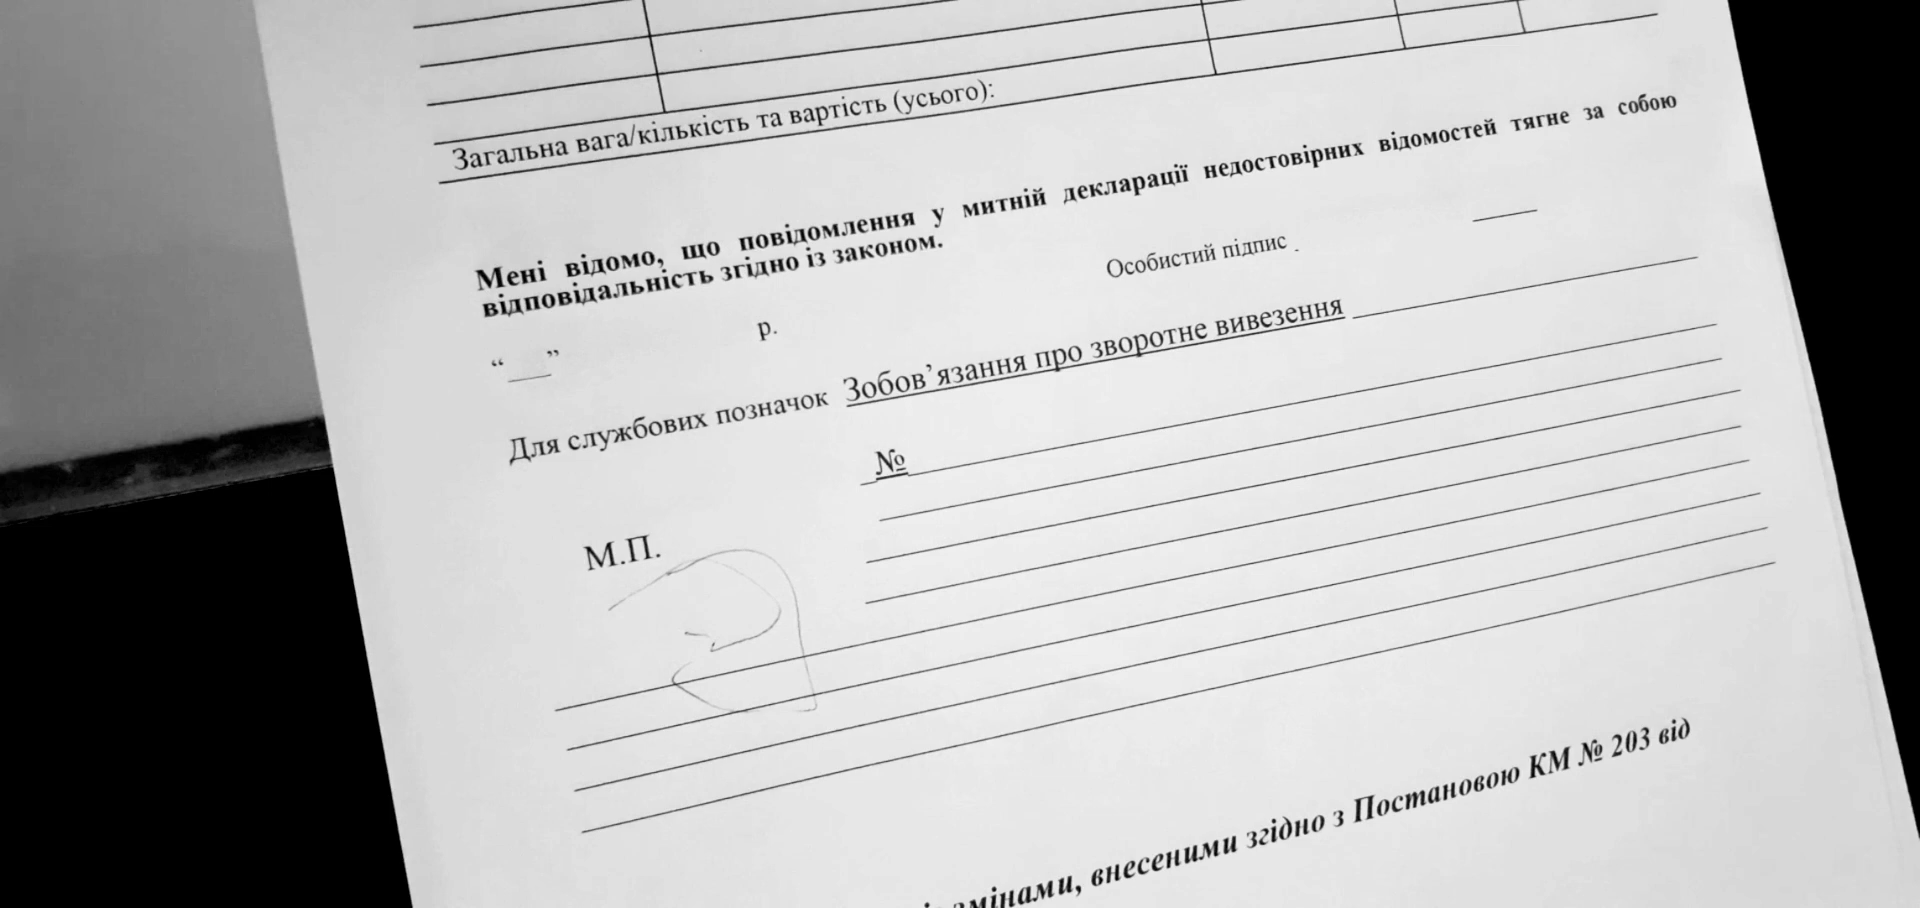 Загальна вага/кількість та вартість (усього):
Мені відомо, що повідомлення у митній декларації недостовірних відомостей тягне за собою
відповідальність згідно із законом.
“___” р. Особистий підпис
Для службових позначок Зобов’язання про зворотне вивезення
№
М.П.
змінами, внесеними згідно з Постановою КМ № 203 від